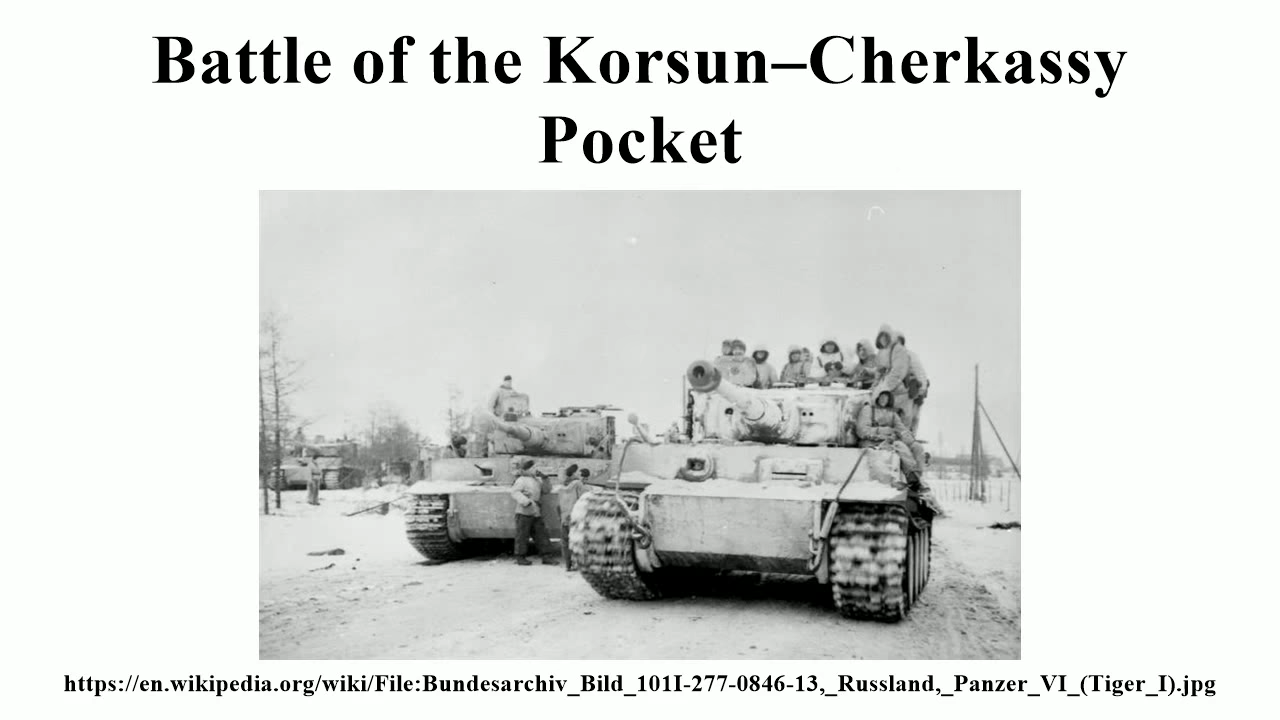 Battle of the Korsun–Cherkassy
Pocket
https://en.wikipedia.org/wiki/File:Bundesarchiv_Bild_101I-277-0846-13,_Russland,_Panzer_VI_(Tiger_I).jpg